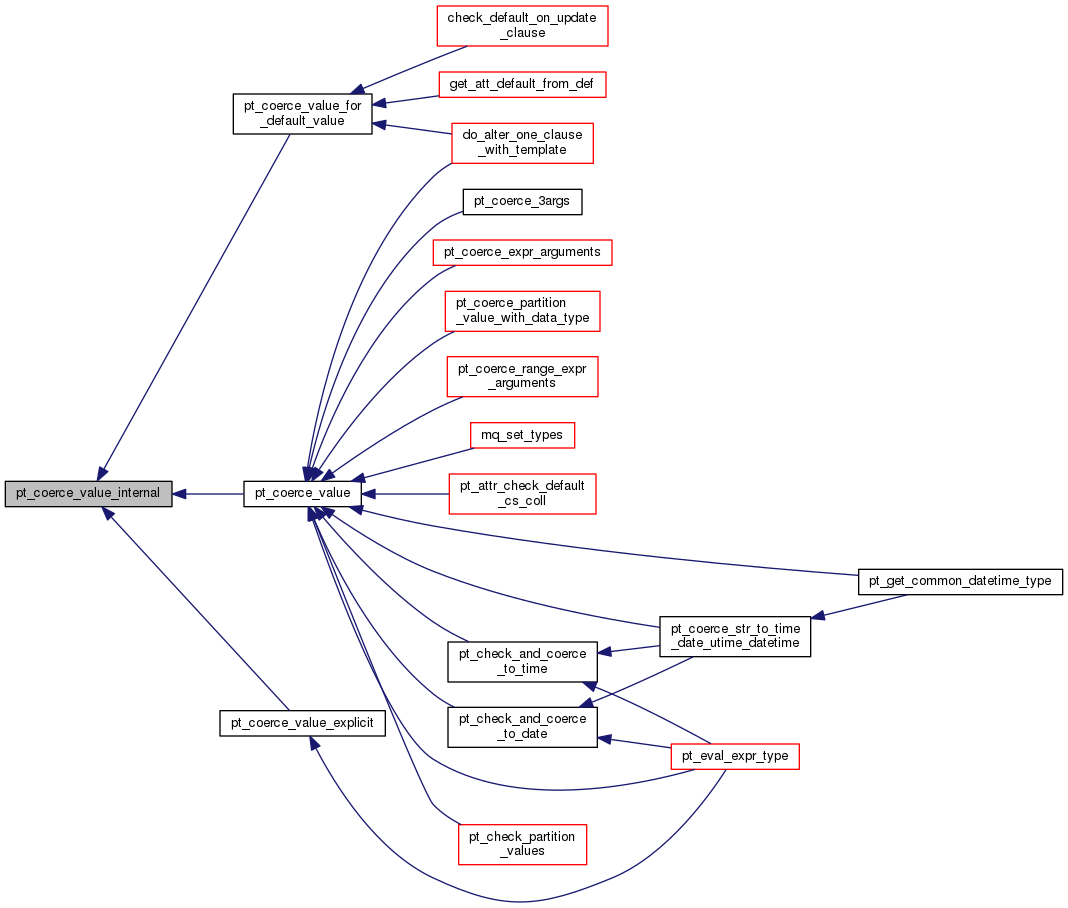 check_default_on_update
_clause
get_att_default_from_def
pt_coerce_value_for
_default_value
do_alter_one_clause
_with_template
pt_coerce_3args
pt_coerce_expr_arguments
pt_coerce_partition
_value_with_data_type
pt_coerce_range_expr
_arguments
mq_set_types
pt_coerce_value_internal
pt_coerce_value
pt_attr_check_default
_cs_coll
pt_get_common_datetime_type
pt_coerce_str_to_time
_date_utime_datetime
pt_check_and_coerce
_to_time
pt_coerce_value_explicit
pt_check_and_coerce
_to_date
pt_eval_expr_type
pt_check_partition
_values